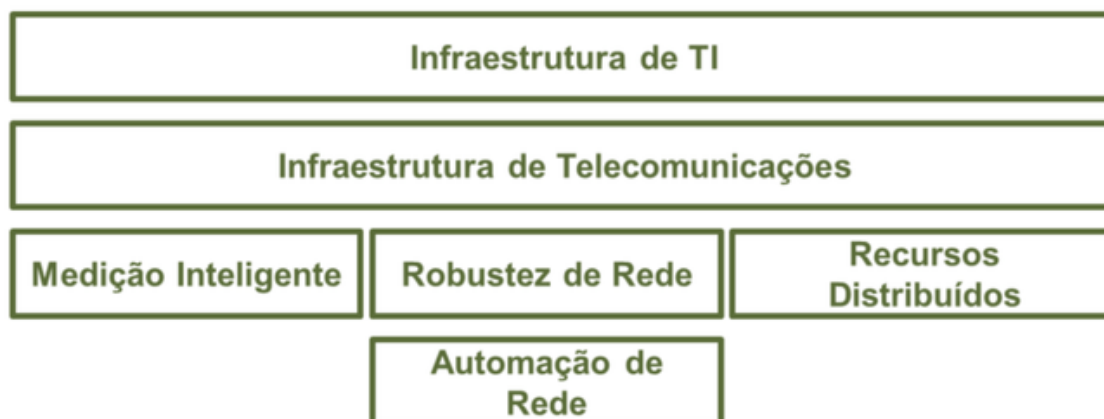 Infraestrutura de TI
Infraestrutura de Telecomunicações
Medição Inteligente
Robustez de Rede
Recursos
Distribuídos
Automação de
Rede